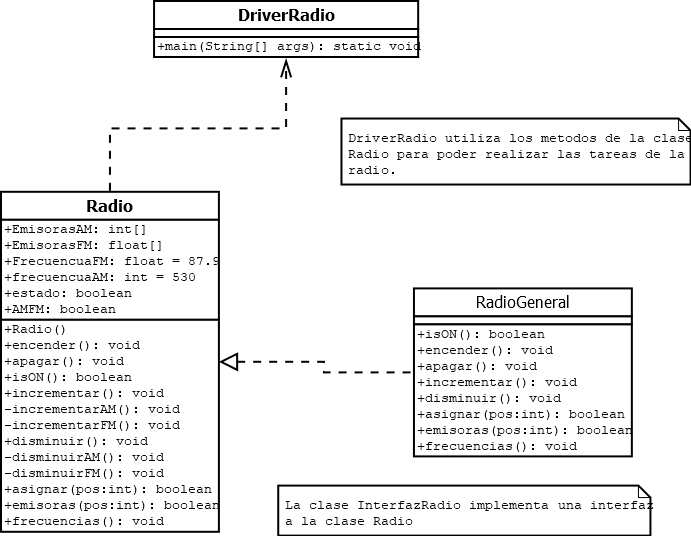 DriverRadio
+main(String[] args): static void
DriverRadio utiliza los metodos de la clase
Radio para poder realizar las tareas de la
radio.
Radio
+EmisorasAM: int[]
+EmisorasFM: float[]
+FrecuencuaFM: float = 87.9
+frecuenciaAM: int = 530
+estado: boolean
+AMFM: boolean
+Radio()
+encender(): void
+apagar(): void
+isON(): boolean
+incrementar(): void
-incrementarAM(): void
-incrementarFM(): void
+disminuir(): void
-disminuirAM(): void
-disminuirFM(): void
+asignar(pos:int): boolean
+emisoras(pos:int): boolean
+frecuencias(): void
RadioGeneral
+isON(): boolean
+encender(): void
+apagar(): void
+incrementar(): void
+disminuir(): void
+asignar(pos:int): boolean
+emisoras(pos:int): boolean
+frecuencias(): void
La clase InterfazRadio implementa una interfaz
a la clase Radio